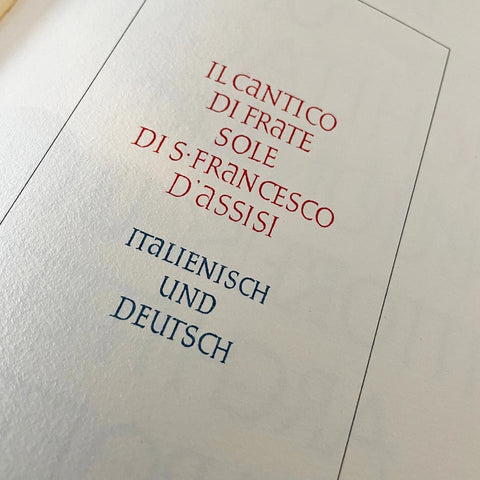 IL CaNTICO
DI FRaTE
SOLE
DI S·FRaNCESCO
D'aSSISI
ITaLIENISCH
UND
DEUTSCH